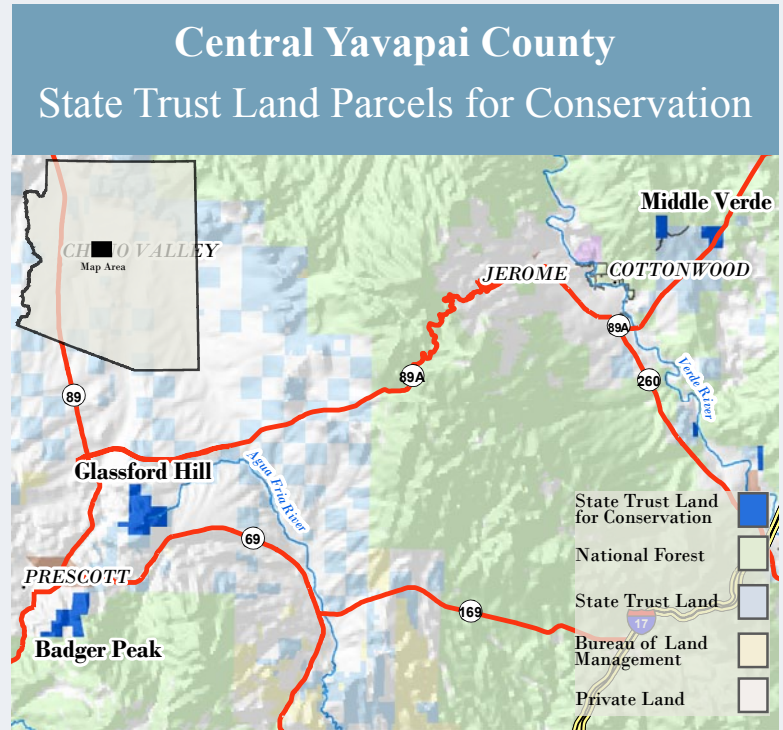 Central Yavapai County
State Trust Land Parcels for Conservation
Middle Verde
CHINO VALLEY
Map Area
JEROME
COTTONWOOD
89A
89A
89
260
Verde River
Glassford Hill
Agua Fria River
69
PRESCOTT
169
17
Badger Peak
State Trust Land
for Conservation
National Forest
State Trust Land
Bureau of Land
Management
Private Land